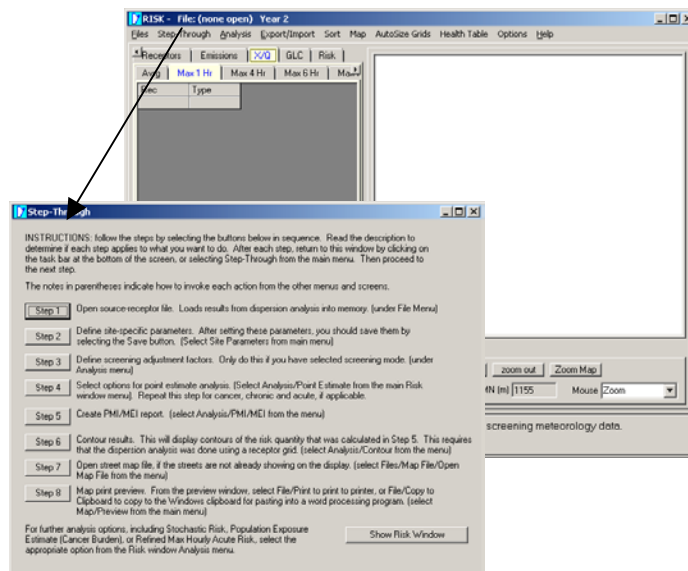 RISK - File: (none open) Year 2
Files Step-Through Analysis Export/Import Sort Map AutoSize Grids Health Table Options Help
Receptors Emissions X/Q GLC Risk
Avrg Max 1 Hr Max 4 Hr Max 6 Hr
Rec Type
Step-Through
INSTRUCTIONS: follow the steps by selecting the buttons below in sequence. Read the description to
determine if each step applies to what you want to do. After each step, return to this window by clicking on
the task bar at the bottom of the screen, or selecting Step-Through from the main menu. Then proceed to
the next step.
The notes in parentheses indicate how to invoke each action from the other menus and screens.
Step 1 Open source-receptor file. Loads results from dispersion analysis into memory. (under File Menu)
Step 2 Define site-specific parameters. After setting these parameters, you should save them by
selecting the Save button. (Select Site Parameters from main menu)
Step 3 Define screening adjustment factors. Only do this if you have selected screening mode. (under
Analysis menu)
Step 4 Select options for point estimate analysis. (Select Analysis/Point Estimate from the main Risk
window menu). Repeat this step for cancer, chronic and acute, if applicable.
Step 5 Create PMI/MEI report. (select Analysis/PMI/MEI from the menu)
Step 6 Contour results. This will display contours of the risk quantity that was calculated in Step 5. This requires
that the dispersion analysis was done using a receptor grid. (select Analysis/Contour from the menu)
Step 7 Open street map file, if the streets are not already showing on the display. (select Files/Map File/Open
Map File from the menu)
Step 8 Map print preview. From the preview window, select File/Print to print to printer, or File/Copy to
Clipboard to copy to the Windows clipboard for pasting into a word processing program. (select
Map/Preview from the main menu)
For further analysis options, including Stochastic Risk, Population Exposure
Estimate (Cancer Burden), or Refined Max Hourly Acute Risk, select the
appropriate option from the Risk window Analysis menu.
Show Risk Window
zoom out Zoom Map
(m) 1155 Mouse Zoom
screening meteorology data.